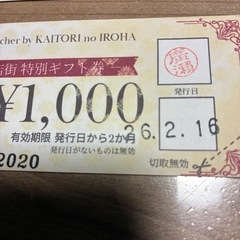 cher by KAITORI no IROHA
街 特別ギフト券
¥1,000
発行日
26.2.16
有効期限 発行日から2か月
発行日がないものは無効
切取無効
2020